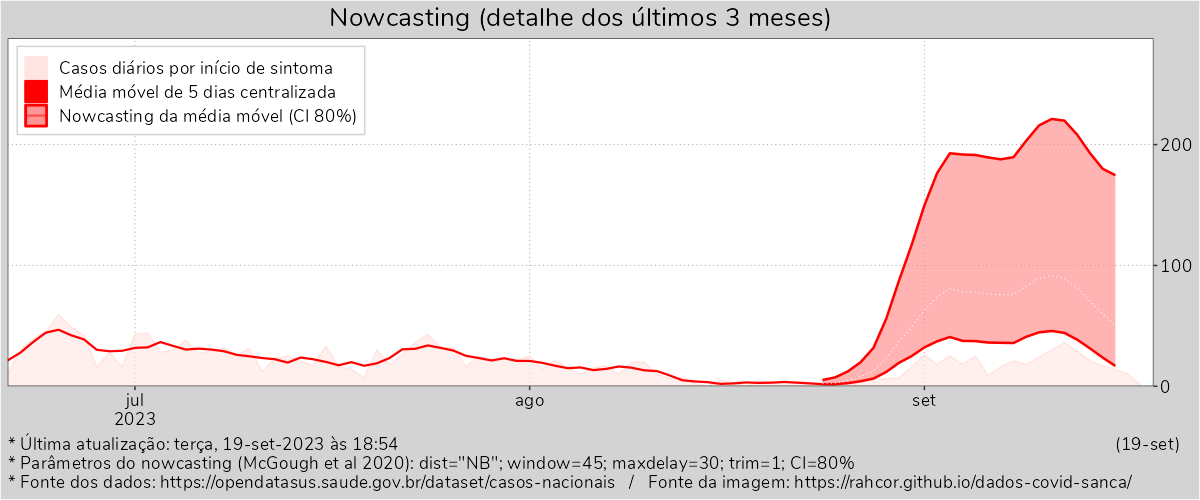 Nowcasting (detalhe dos últimos 3 meses)
Casos diários por início de sintoma
Média móvel de 5 dias centralizada
Nowcasting da média móvel (CI 80%)
200
100
0
jul
2023
ago
set
* Última atualização: terça, 19-set-2023 às 18:54
(19-set)
* Parâmetros do nowcasting (McGough et al 2020): dist="NB"; window=45; maxdelay=30; trim=1; CI=80%
* Fonte dos dados: https://opendatasus.saude.gov.br/dataset/casos-nacionais / Fonte da imagem: https://rahcor.github.io/dados-covid-sanca/